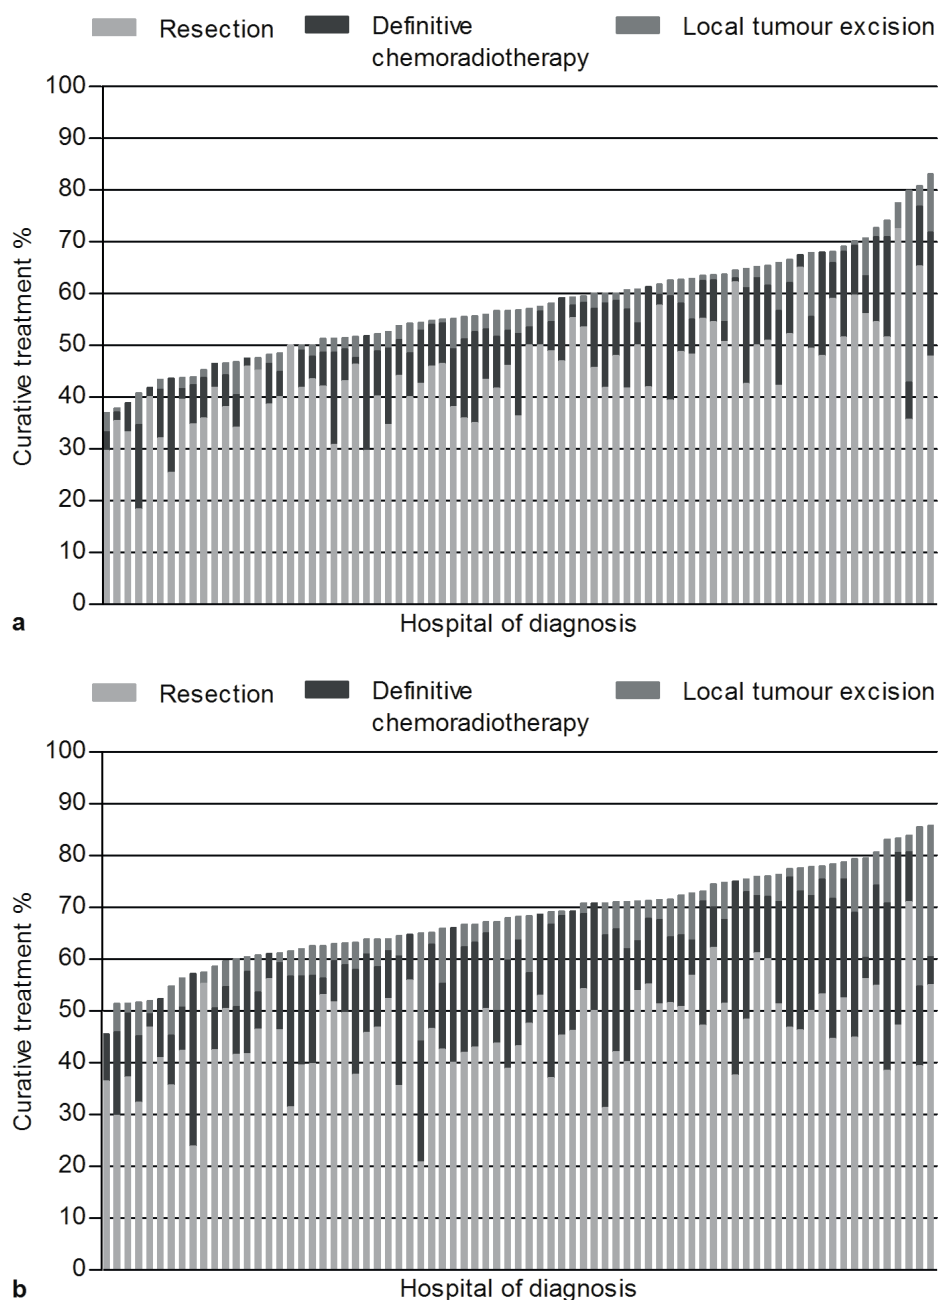 Resection Definitive chemoradiotherapy Local tumour excision
100
90
80
70
60
50
40
30
20
10
0
Curative treatment %
Hospital of diagnosis
a
Resection Definitive chemoradiotherapy Local tumour excision
100
90
80
70
60
50
40
30
20
10
0
Curative treatment %
Hospital of diagnosis
b